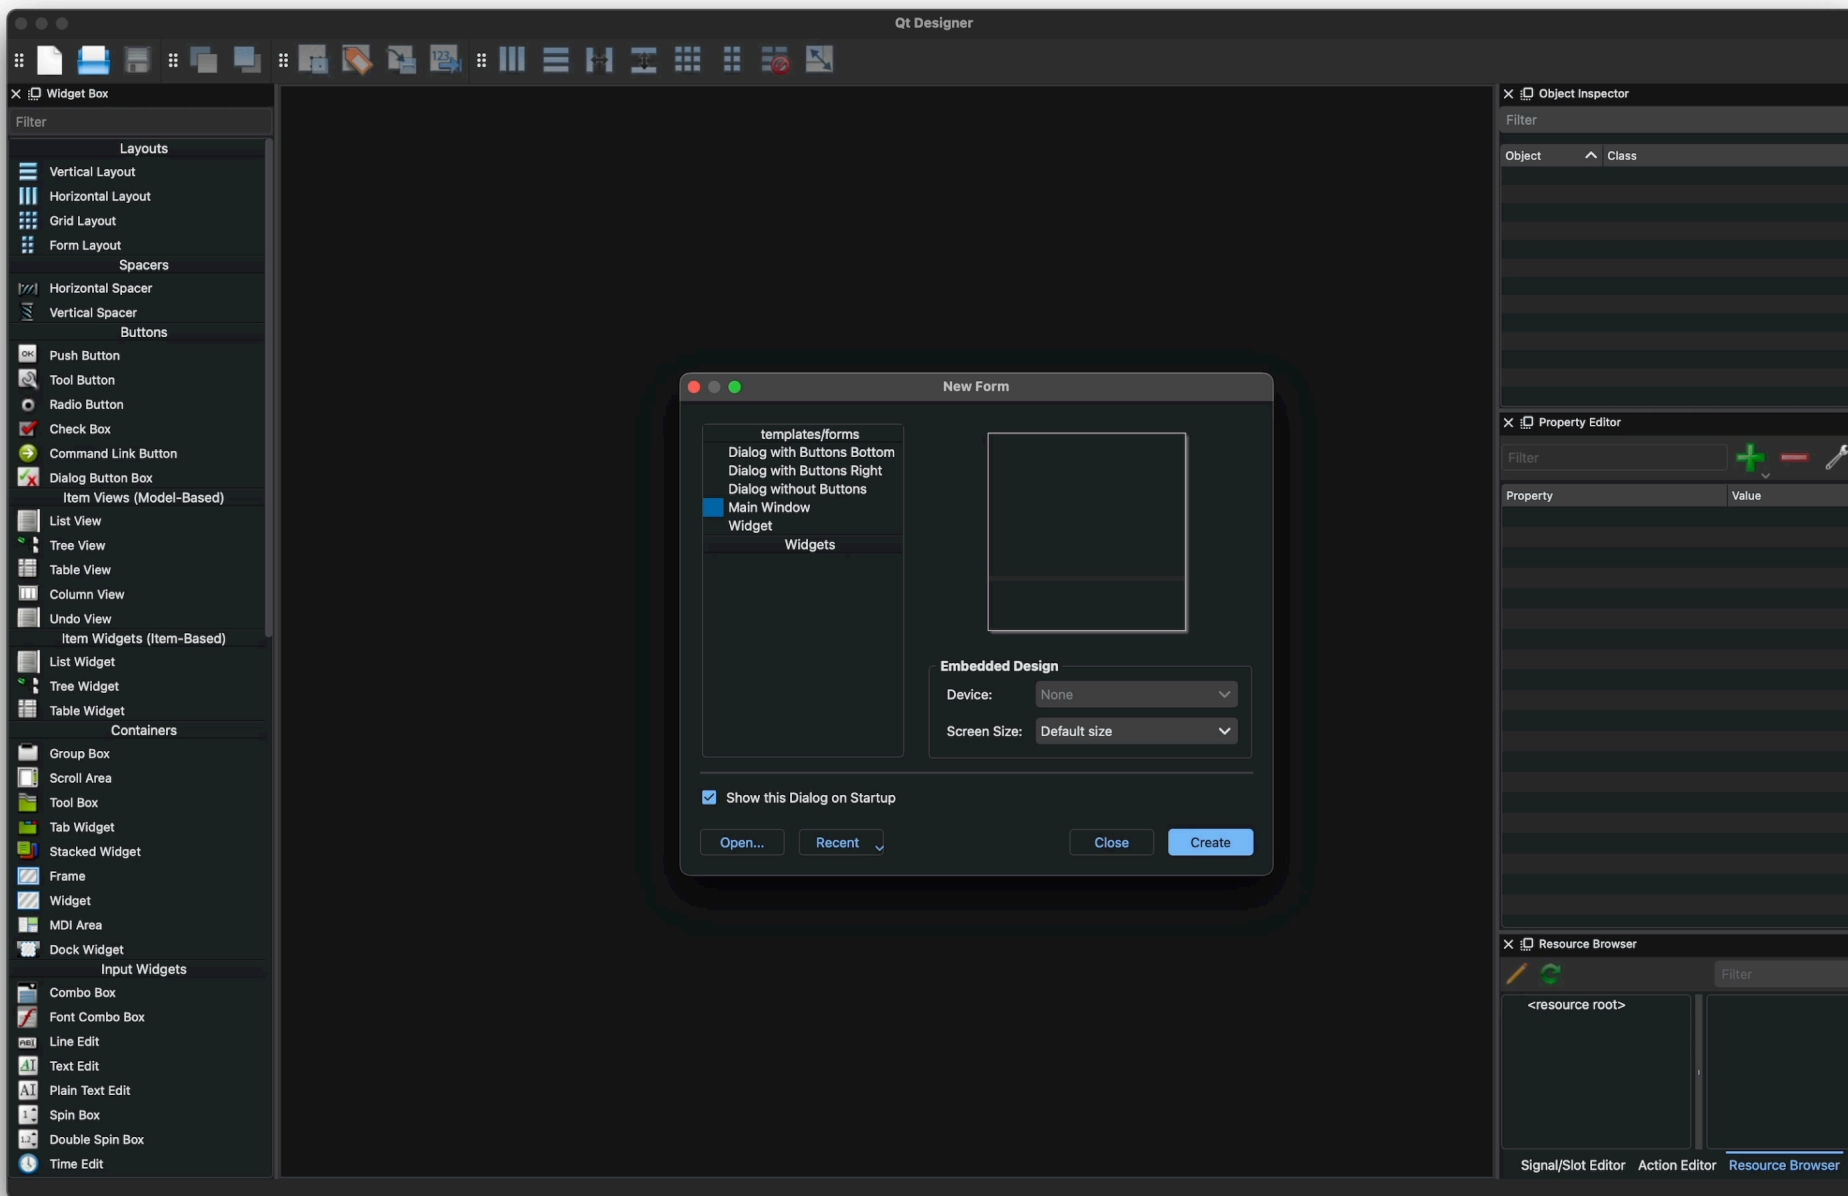 Qt Designer
123
Widget Box
Filter
Layouts
Vertical Layout
Horizontal Layout
Grid Layout
Form Layout
Spacers
Horizontal Spacer
Vertical Spacer
Buttons
OK
Push Button
Tool Button
Radio Button
Check Box
Command Link Button
Dialog Button Box
Item Views (Model-Based)
List View
Tree View
Table View
Column View
Undo View
Item Widgets (Item-Based)
List Widget
Tree Widget
Table Widget
Containers
Group Box
Scroll Area
Tool Box
Tab Widget
Stacked Widget
Frame
Widget
MDI Area
Dock Widget
Input Widgets
Combo Box
Font Combo Box
ABI Line Edit
AI Text Edit
AI Plain Text Edit
1 Spin Box
1.2 Double Spin Box
Time Edit
New Form
templates/forms
Dialog with Buttons Bottom
Dialog with Buttons Right
Dialog without Buttons
Main Window
Widget
Widgets
Embedded Design
Device: None
Screen Size: Default size
Show this Dialog on Startup
Open... Recent Close Create
Object Inspector
Filter
Object Class
Property Editor
Filter
Property Value
Resource Browser
Filter
<resource root>
Signal/Slot Editor Action Editor Resource Browser